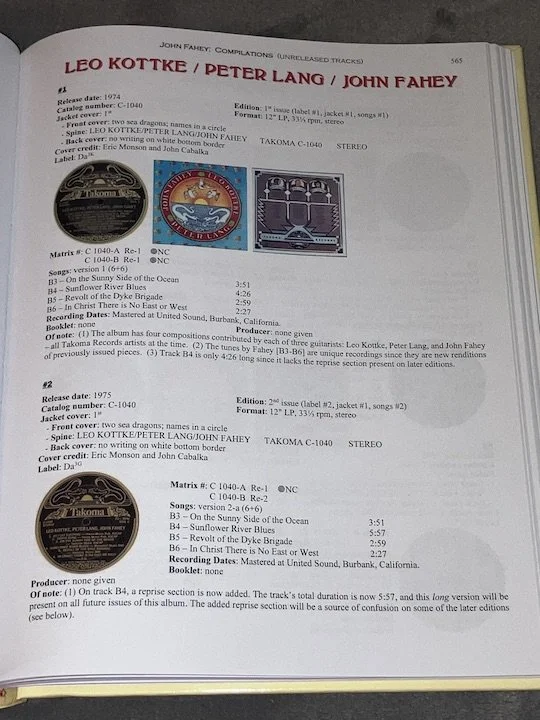 JOHN FAHEY: COMPILATIONS (UNRELEASED TRACKS) 565
LEO KOTTKE / PETER LANG / JOHN FAHEY
#1
Release date: 1974
Catalog number: C-1040 Edition: 1st issue (label #1, jacket #1, songs #1)
Jacket cover: 1st Format: 12" LP, 33⅓ rpm, stereo
- Front cover: two sea dragons; names in a circle
- Spine: LEO KOTTKE/PETER LANG/JOHN FAHEY TAKOMA C-1040 STEREO
- Back cover: no writing on white bottom border
Cover credit: Eric Monson and John Cabalka
Label: Da
Takoma
JOHN FAHEY LEO KOTTKE PETER LANG
Matrix #: C 1040-A Re-1 NC
C 1040-B Re-1 NC
Songs: version 1 (6+6)
B3 – On the Sunny Side of the Ocean 3:51
B4 – Sunflower River Blues 4:26
B5 – Revolt of the Dyke Brigade 2:59
B6 – In Christ There is No East or West 2:27
Recording Dates: Mastered at United Sound, Burbank, California.
Booklet: none Producer: none given
Of note: (1) The album has four compositions contributed by each of three guitarists: Leo Kottke, Peter Lang, and John Fahey
– all Takoma Records artists at the time. (2) The tunes by Fahey [B3-B6] are unique recordings since they are new renditions
of previously issued pieces. (3) Track B4 is only 4:26 long since it lacks the reprise section present on later editions.
#2
Release date: 1975
Catalog number: C-1040 Edition: 2nd issue (label #2, jacket #1, songs #2)
Jacket cover: 1st Format: 12" LP, 33⅓ rpm, stereo
- Front cover: two sea dragons; names in a circle
- Spine: LEO KOTTKE/PETER LANG/JOHN FAHEY TAKOMA C-1040 STEREO
- Back cover: no writing on white bottom border
Cover credit: Eric Monson and John Cabalka
Label: Da3G
Takoma
LEO KOTTKE, PETER LANG, JOHN FAHEY
Matrix #: C 1040-A Re-1 NC
C 1040-B Re-2
Songs: version 2-a (6+6)
B3 – On the Sunny Side of the Ocean 3:51
B4 – Sunflower River Blues 5:57
B5 – Revolt of the Dyke Brigade 2:59
B6 – In Christ There is No East or West 2:27
Recording Dates: Mastered at United Sound, Burbank, California.
Booklet: none
Producer: none given
Of note: (1) On track B4, a reprise section is now added. The track's total duration is now 5:57, and this long version will be
present on all future issues of this album. The added reprise section will be a source of confusion on some of the later editions
(see below).